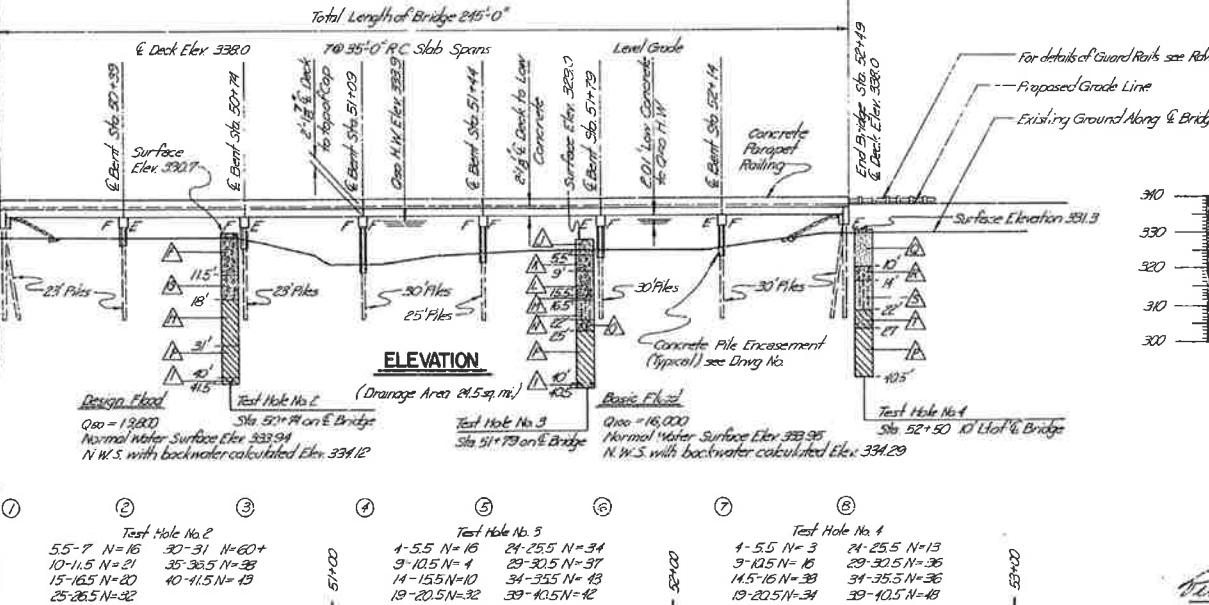 Total Length of Bridge 245'-0"
℄ Deck Elev. 338.0
7@35'-0" R.C. Slab Spans
Level Grade
℄ Bent Sta. 50+39
℄ Bent Sta. 50+74
2'-1⅞" ℄ Deck to top of Cap
℄ Bent Sta. 51+09
℄ Bent Sta. 51+44
2'-1⅞" ℄ Deck to Low Concrete
Surface Elev. 329.0
℄ Bent Sta. 51+79
2.01' Low Concrete to Q50 H.W.
℄ Bent Sta. 52+14
End Bridge Sta. 52+49
℄ Deck Elev. 338.0
For details of Guard Rails see
Proposed Grade Line
Existing Ground Along ℄
Surface Elev. 330.7
Concrete Parapet Railing
Surface Elevation 331.3
F E F E F F F F F E F E E
340
330
320
310
300
11.5'
18'
31'
40'
41.5'
5.5'
9'
15.5'
16.5'
22'
25'
40'
40.5'
10'
14'
22'
27'
40.5'
23' Piles
23' Piles
30' Piles
25' Piles
30' Piles
30' Piles
Concrete Pile Encasement
(Typical) see Drwg No.
ELEVATION
(Drainage Area 24.5 sq. mi.)
Design Flood
Q50 = 13,800
Normal Water Surface Elev. 333.94
N.W.S. with backwater calculated Elev. 334.12
Test Hole No. 2
Sta. 50+74 on ℄ Bridge
Test Hole No. 3
Sta. 51+79 on ℄ Bridge
Basic Flood
Q100 = 16,000
Normal Water Surface Elev. 333.95
N.W.S. with backwater calculated Elev. 334.29
Test Hole No. 4
Sta. 52+50 10' Lt. of ℄ Bridge
1 2 3 4 5 6 7 8
Test Hole No. 2
5.5-7 N=16 30-31 N=60+
10-11.5 N=21 35-36.5 N=38
15-16.5 N=20 40-41.5 N=49
25-26.5 N=32
51+00
Test Hole No. 3
4-5.5 N=16 24-25.5 N=34
9-10.5 N=4 29-30.5 N=37
14-15.5 N=10 34-35.5 N=43
19-20.5 N=32 39-40.5 N=42
52+00
Test Hole No. 4
4-5.5 N=3 24-25.5 N=13
9-10.5 N=16 29-30.5 N=36
14.5-16 N=38 34-35.5 N=36
19-20.5 N=34 39-40.5 N=48
53+00